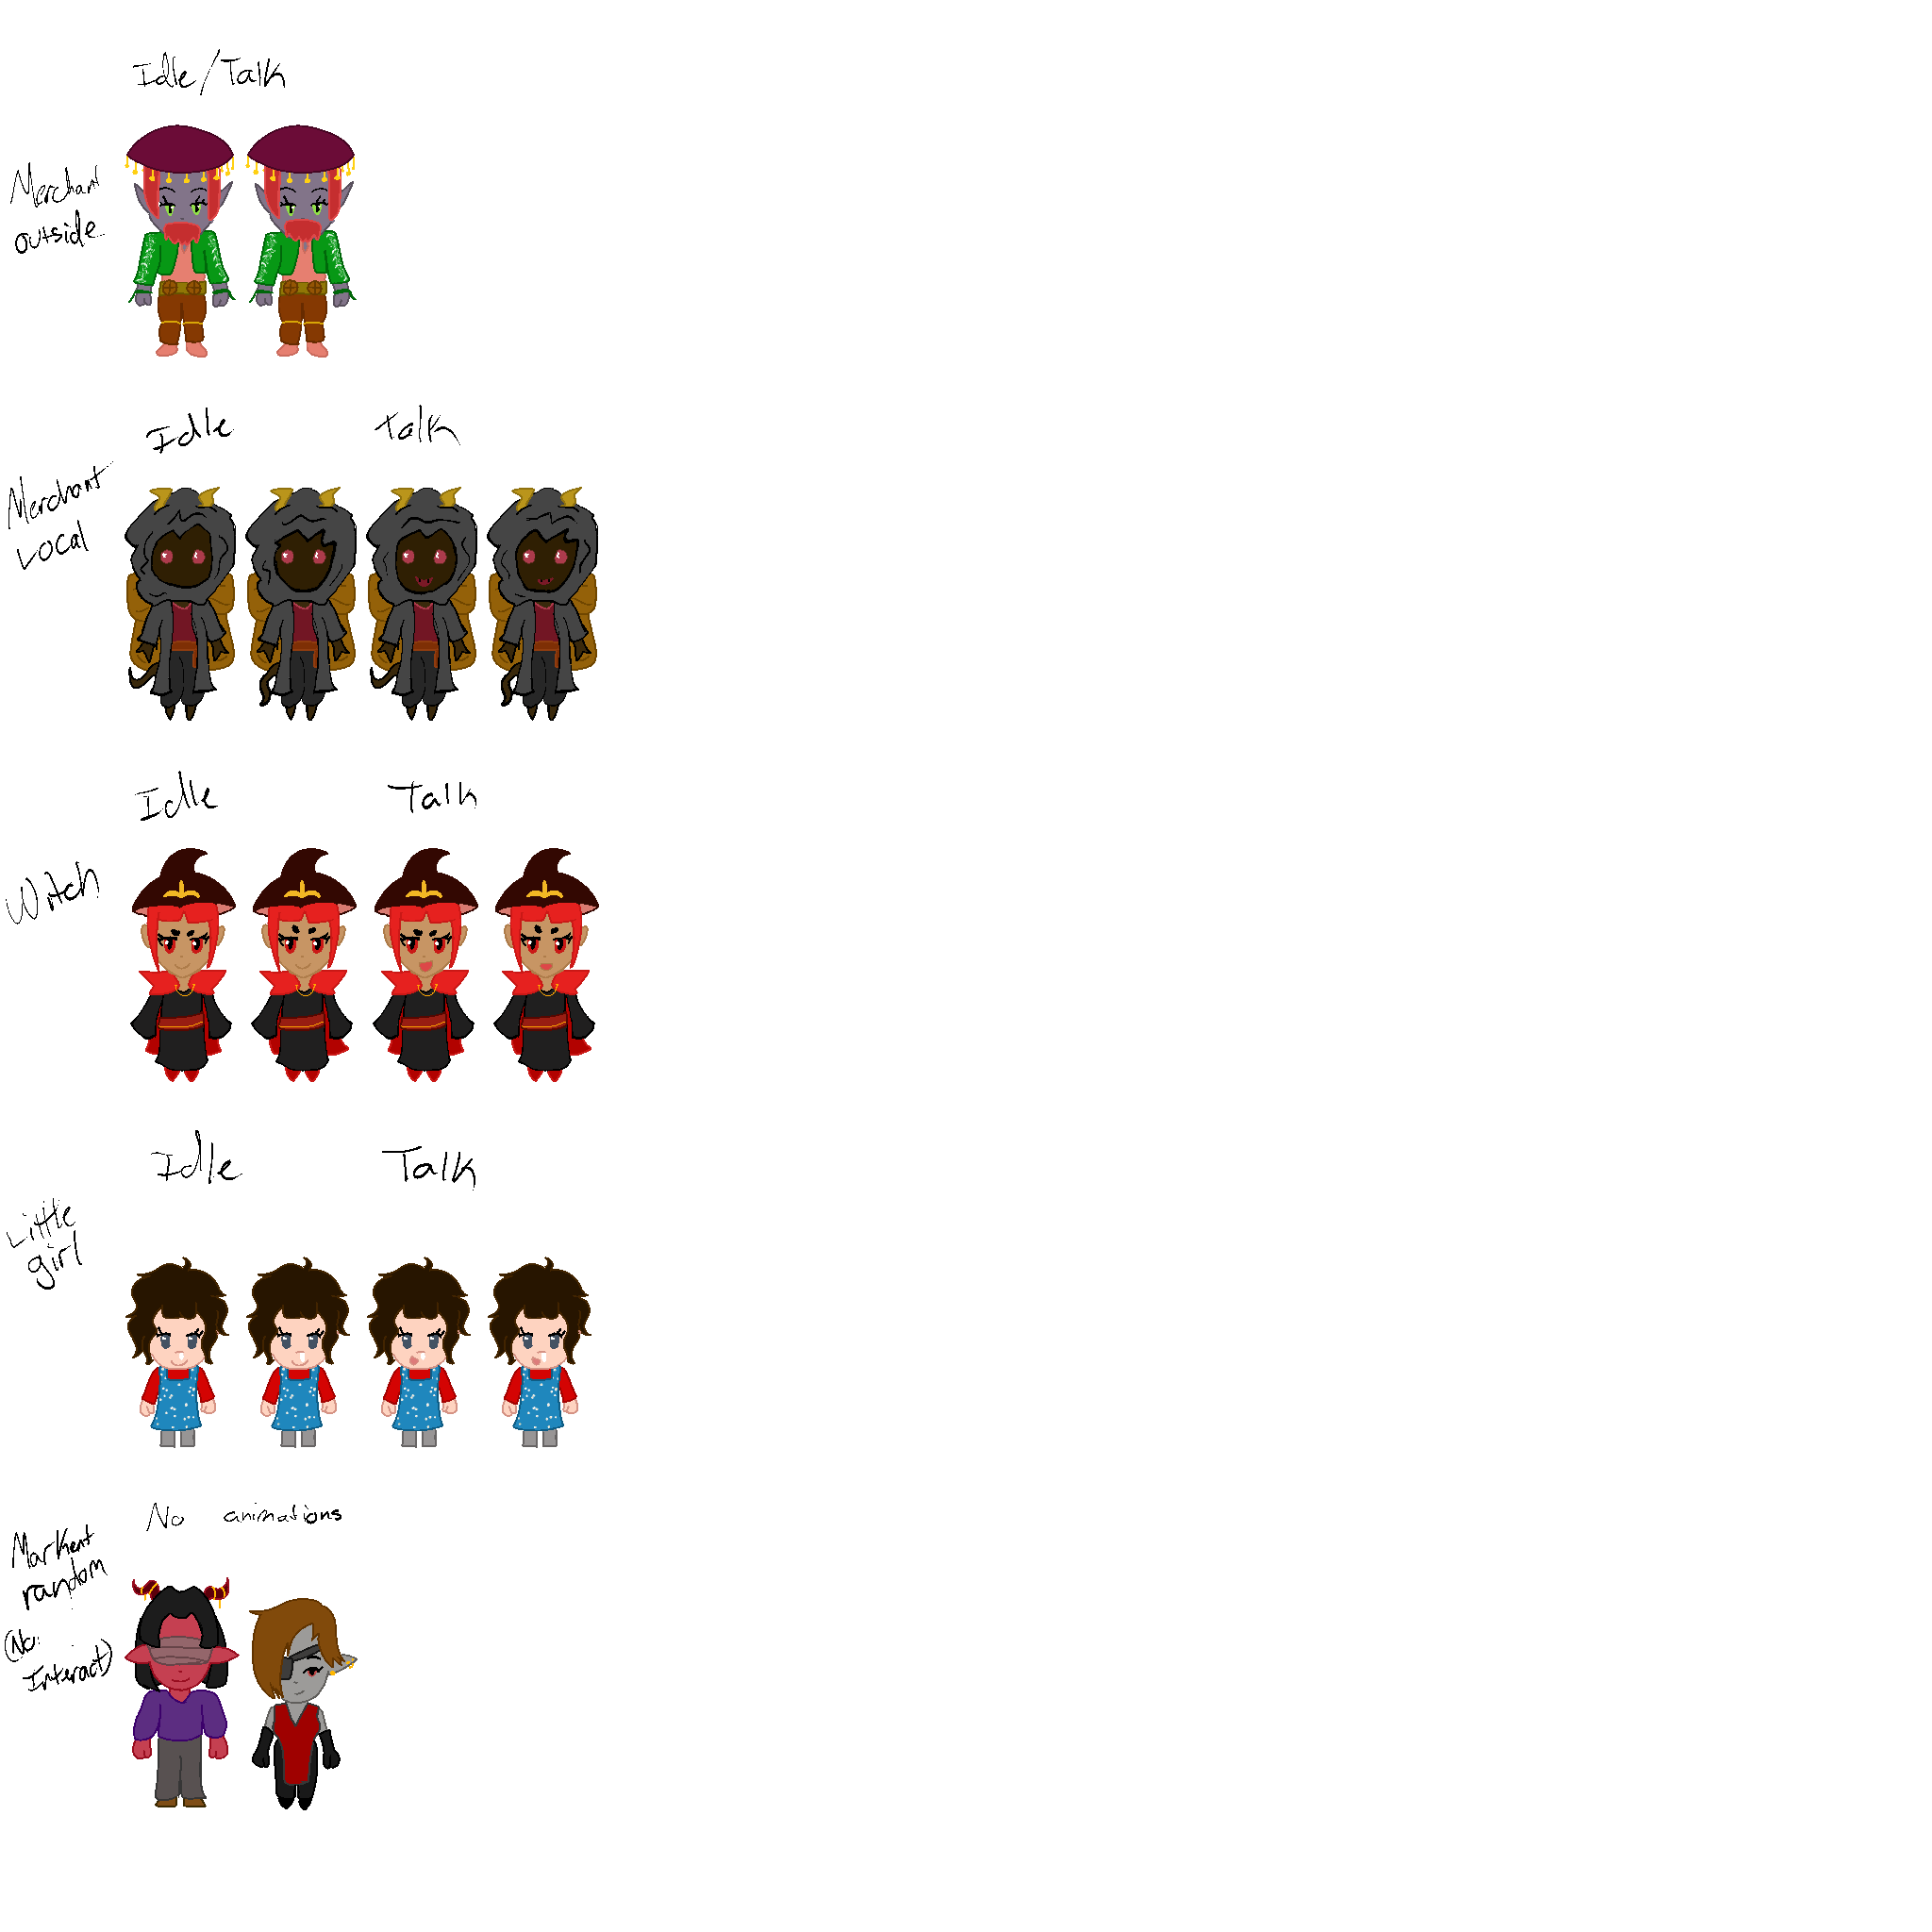 Idle/Talk
Merchant
outside
Idle
Talk
Merchant
Local
Idle
Talk
Witch
Idle
Talk
Little
girl
No animations
Markent
random
(No
Interact)